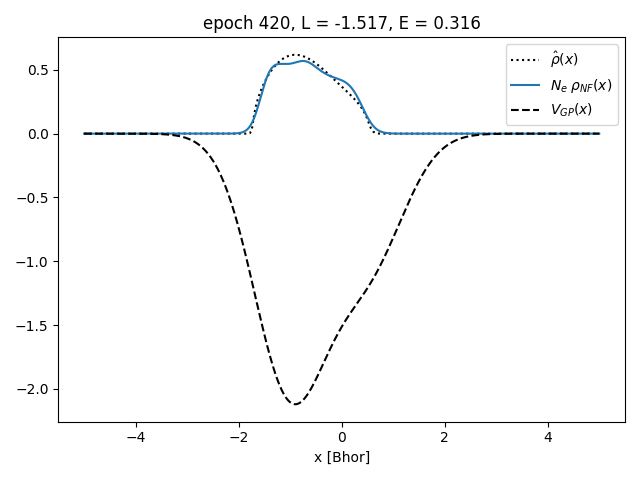 epoch 420, L = -1.517, E = 0.316
ρ̂(x)
Nₑ ρ_NF(x)
V_GP(x)
0.5
0.0
−0.5
−1.0
−1.5
−2.0
−4 −2 0 2 4
x [Bhor]